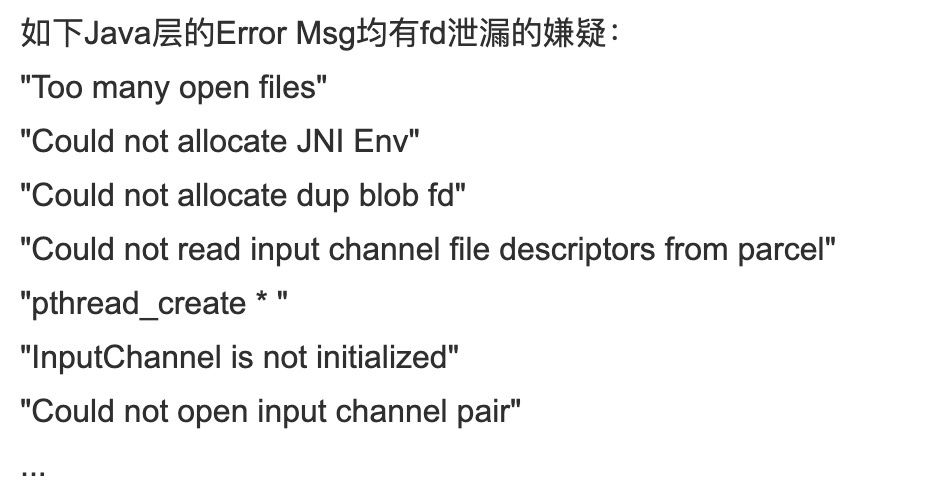 如下Java层的Error Msg均有fd泄漏的嫌疑：
"Too many open files"
"Could not allocate JNI Env"
"Could not allocate dup blob fd"
"Could not read input channel file descriptors from parcel"
"pthread_create * "
"InputChannel is not initialized"
"Could not open input channel pair"
...